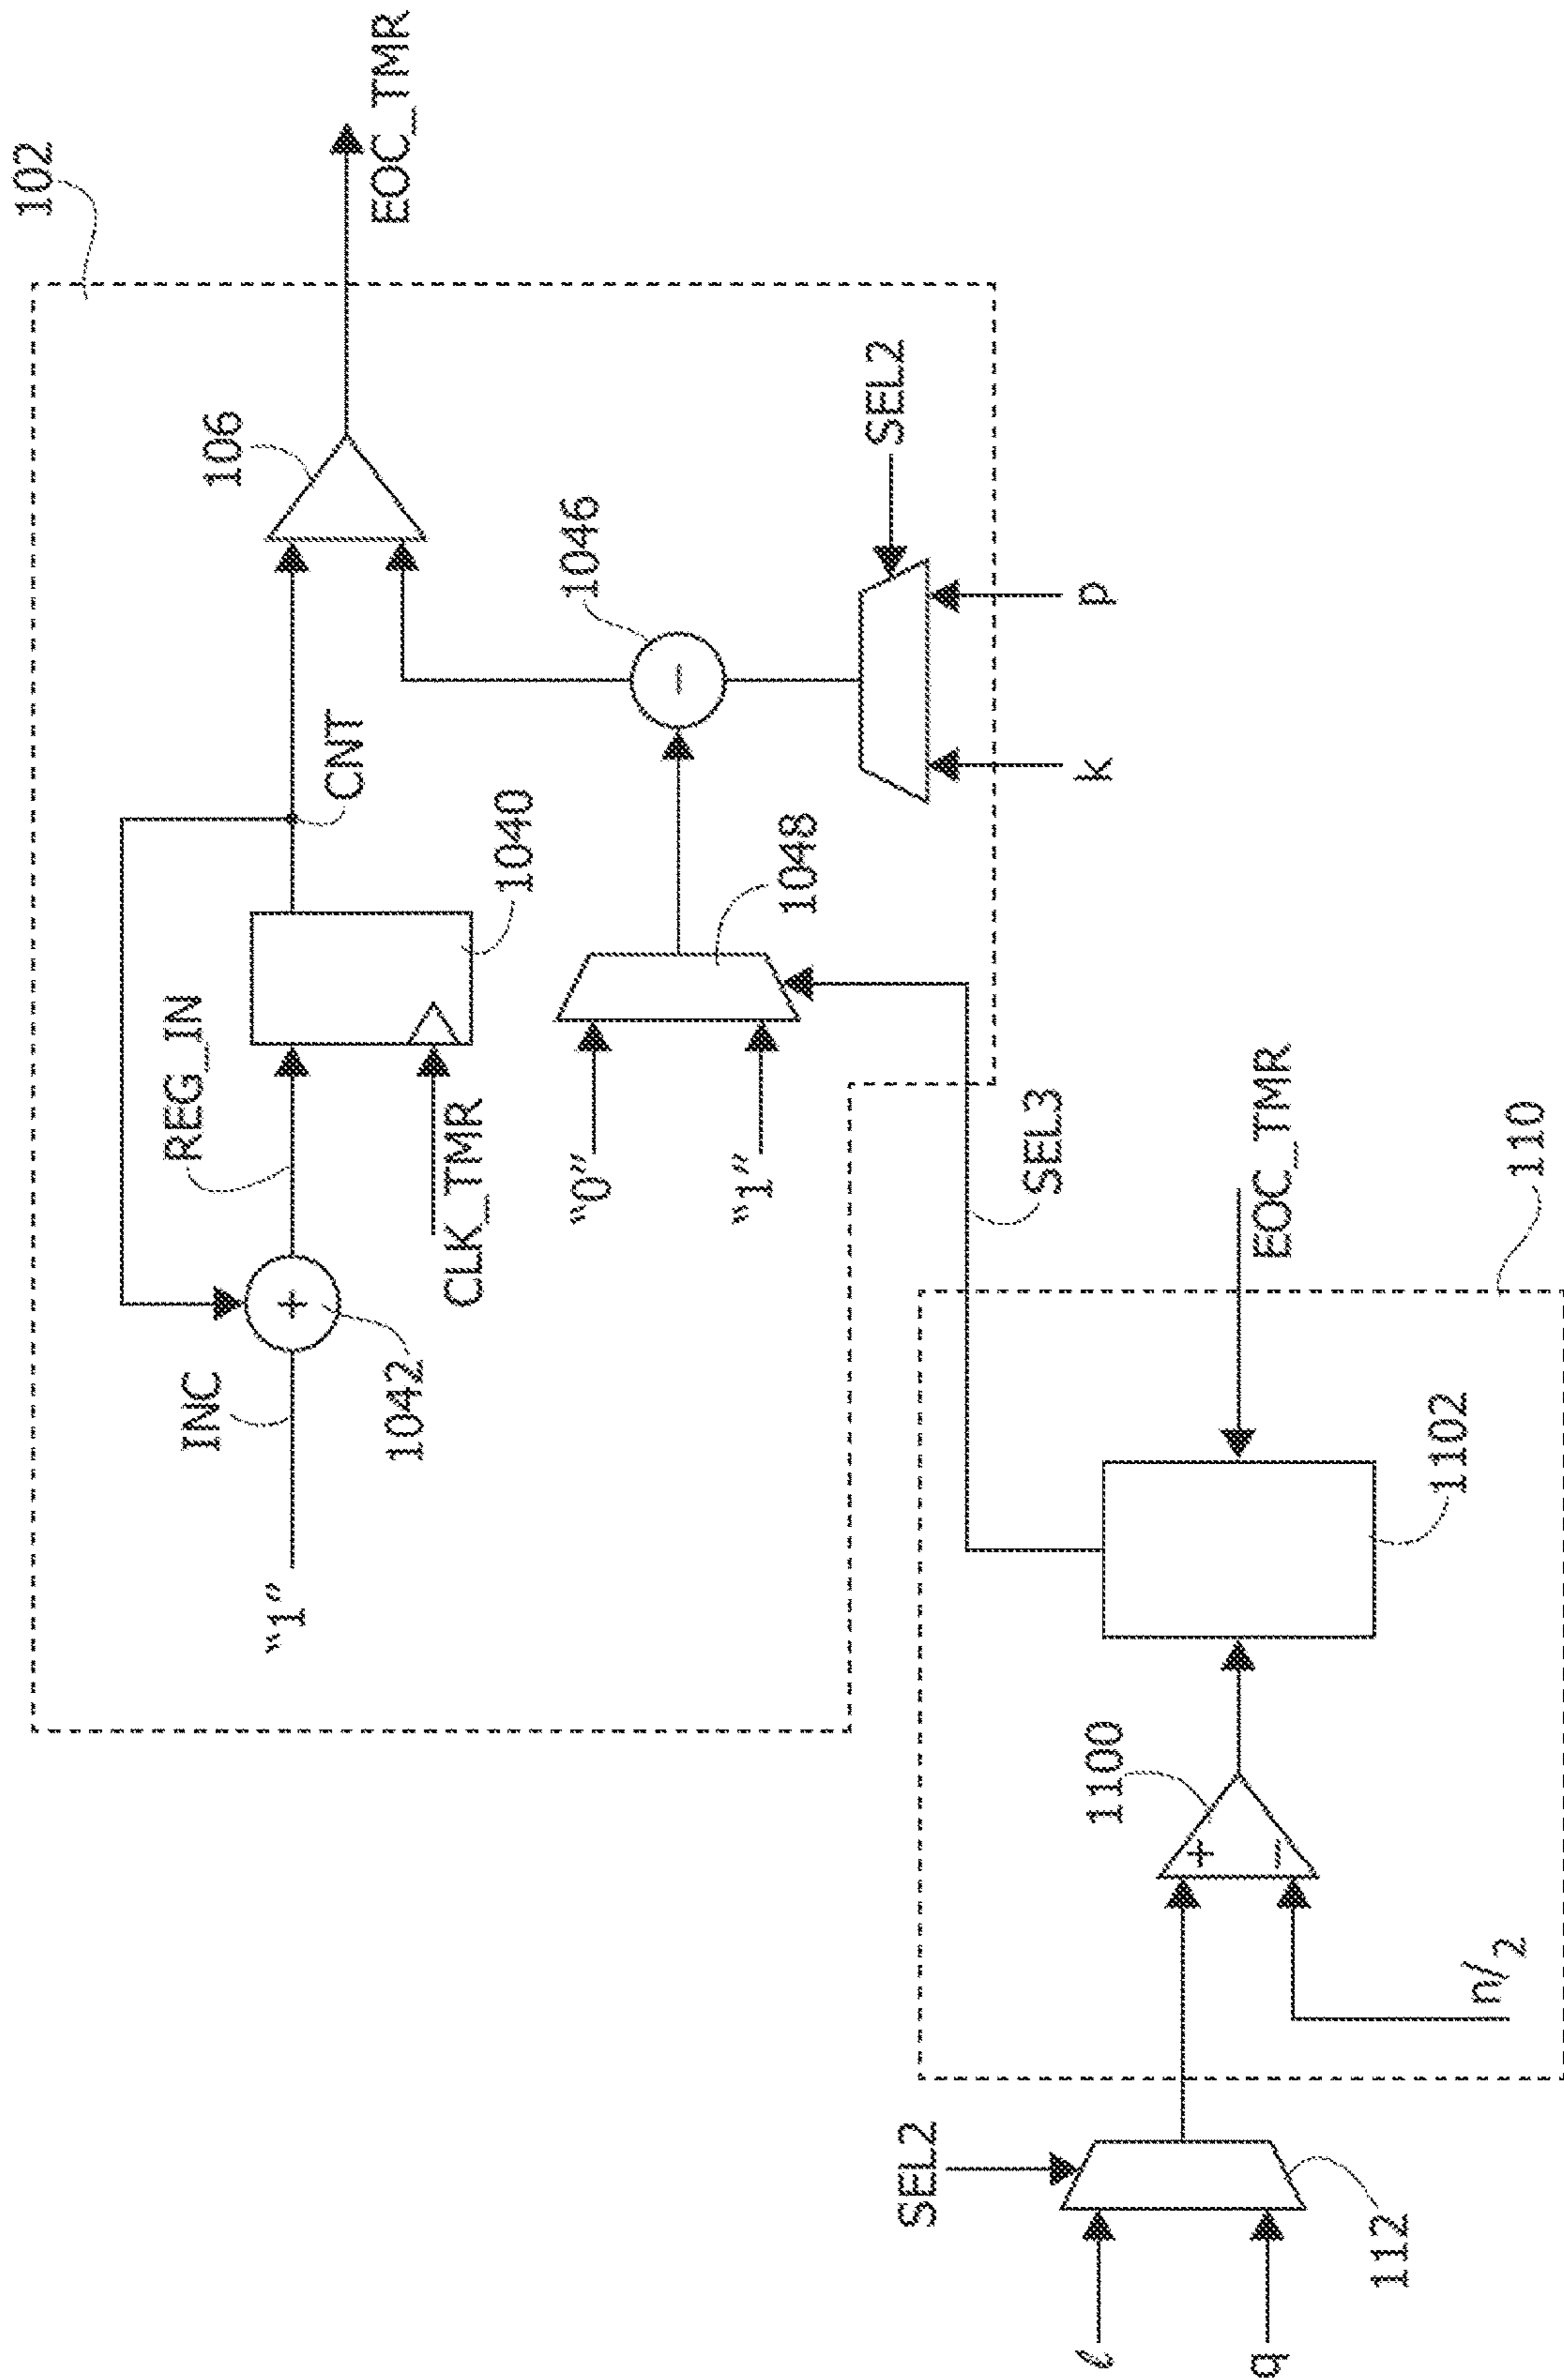 102
EOC_TMR
106
SEL2
1046
p
k
CNT
1040
1048
REG_IN
CLK_TMR
"0"
"1"
SEL3
INC
1042
"1"
EOC_TMR
110
1102
1100
n/2
SEL2
ℓ
q
112